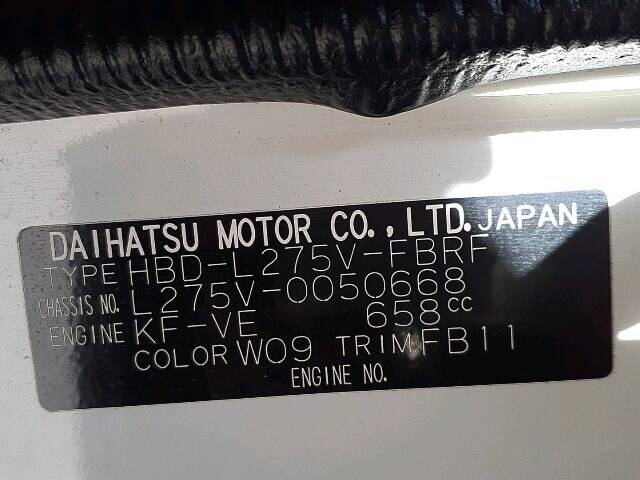 DAIHATSU MOTOR CO., LTD. JAPAN
TYPE HBD-L275V-FBRF
CHASSIS NO. L275V-0050668
ENGINE KF-VE 658cc
COLOR W09 TRIM FB11
ENGINE NO.